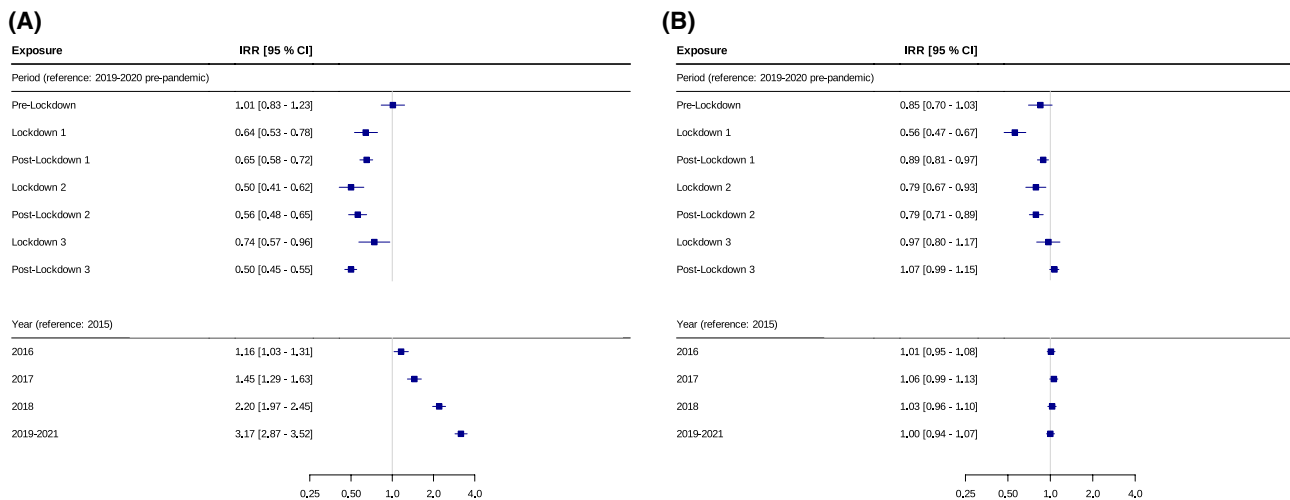 (A)
Exposure IRR [95 % CI]
Period (reference: 2019-2020 pre-pandemic)
Pre-Lockdown 1.01 [0.83 - 1.23]
Lockdown 1 0.64 [0.53 - 0.78]
Post-Lockdown 1 0.65 [0.58 - 0.72]
Lockdown 2 0.50 [0.41 - 0.62]
Post-Lockdown 2 0.56 [0.48 - 0.65]
Lockdown 3 0.74 [0.57 - 0.96]
Post-Lockdown 3 0.50 [0.45 - 0.55]
Year (reference: 2015)
2016 1.16 [1.03 - 1.31]
2017 1.45 [1.29 - 1.63]
2018 2.20 [1.97 - 2.45]
2019-2021 3.17 [2.87 - 3.52]
0.25 0.50 1.0 2.0 4.0
(B)
Exposure IRR [95 % CI]
Period (reference: 2019-2020 pre-pandemic)
Pre-Lockdown 0.85 [0.70 - 1.03]
Lockdown 1 0.56 [0.47 - 0.67]
Post-Lockdown 1 0.89 [0.81 - 0.97]
Lockdown 2 0.79 [0.67 - 0.93]
Post-Lockdown 2 0.79 [0.71 - 0.89]
Lockdown 3 0.97 [0.80 - 1.17]
Post-Lockdown 3 1.07 [0.99 - 1.15]
Year (reference: 2015)
2016 1.01 [0.95 - 1.08]
2017 1.06 [0.99 - 1.13]
2018 1.03 [0.96 - 1.10]
2019-2021 1.00 [0.94 - 1.07]
0.25 0.50 1.0 2.0 4.0